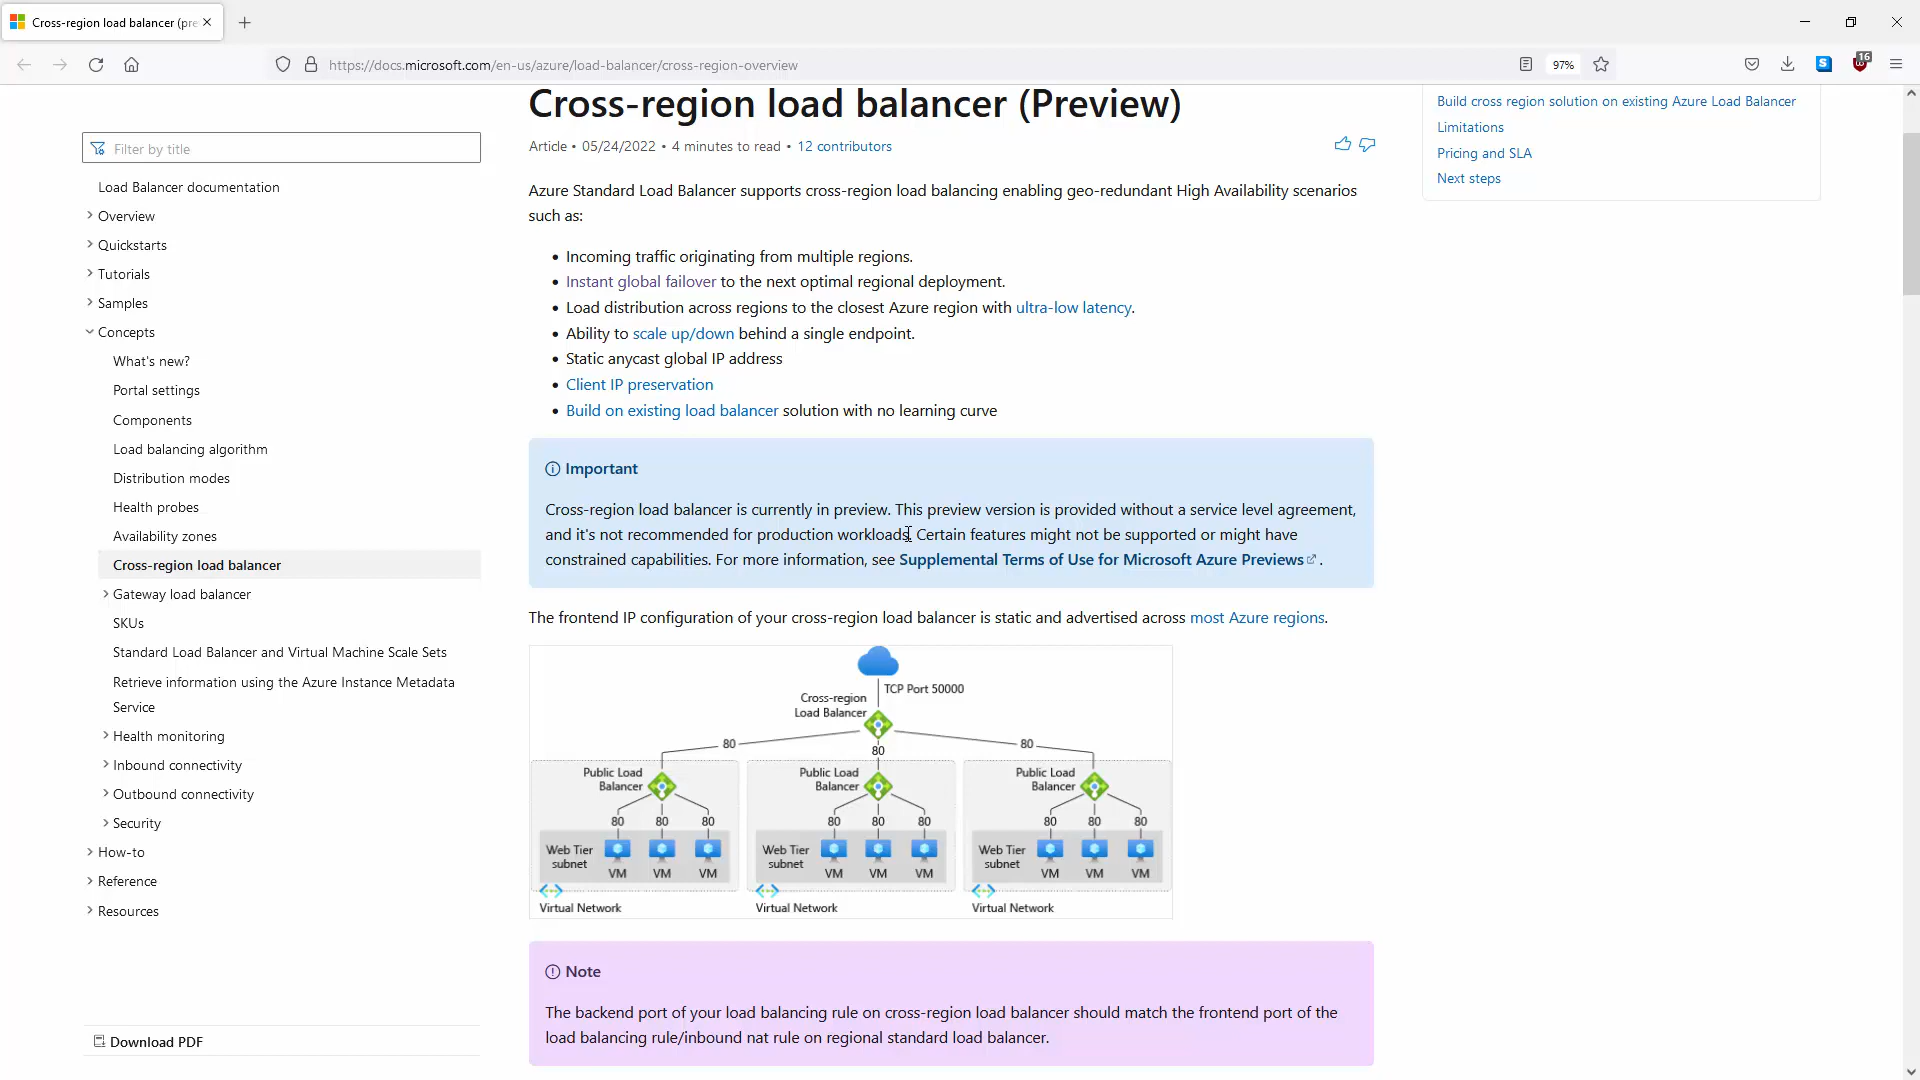 Cross-region load balancer (pre
https://docs.microsoft.com/en-us/azure/load-balancer/cross-region-overview
97%
16
S
Filter by title
Load Balancer documentation
Overview
Quickstarts
Tutorials
Samples
Concepts
What's new?
Portal settings
Components
Load balancing algorithm
Distribution modes
Health probes
Availability zones
Cross-region load balancer
Gateway load balancer
SKUs
Standard Load Balancer and Virtual Machine Scale Sets
Retrieve information using the Azure Instance Metadata
Service
Health monitoring
Inbound connectivity
Outbound connectivity
Security
How-to
Reference
Resources
Download PDF
Cross-region load balancer (Preview)
Article • 05/24/2022 • 4 minutes to read • 12 contributors
Azure Standard Load Balancer supports cross-region load balancing enabling geo-redundant High Availability scenarios
such as:
• Incoming traffic originating from multiple regions.
• Instant global failover to the next optimal regional deployment.
• Load distribution across regions to the closest Azure region with ultra-low latency.
• Ability to scale up/down behind a single endpoint.
• Static anycast global IP address
• Client IP preservation
• Build on existing load balancer solution with no learning curve
Important
Cross-region load balancer is currently in preview. This preview version is provided without a service level agreement,
and it's not recommended for production workloads. Certain features might not be supported or might have
constrained capabilities. For more information, see Supplemental Terms of Use for Microsoft Azure Previews .
The frontend IP configuration of your cross-region load balancer is static and advertised across most Azure regions.
TCP Port 50000
Cross-region
Load Balancer
80 80 80
Public Load
Balancer
Public Load
Balancer
Public Load
Balancer
80 80 80 80 80 80 80 80 80
Web Tier
subnet
Web Tier
subnet
Web Tier
subnet
VM VM VM VM VM VM VM VM VM
Virtual Network Virtual Network Virtual Network
Note
The backend port of your load balancing rule on cross-region load balancer should match the frontend port of the
load balancing rule/inbound nat rule on regional standard load balancer.
Build cross region solution on existing Azure Load Balancer
Limitations
Pricing and SLA
Next steps